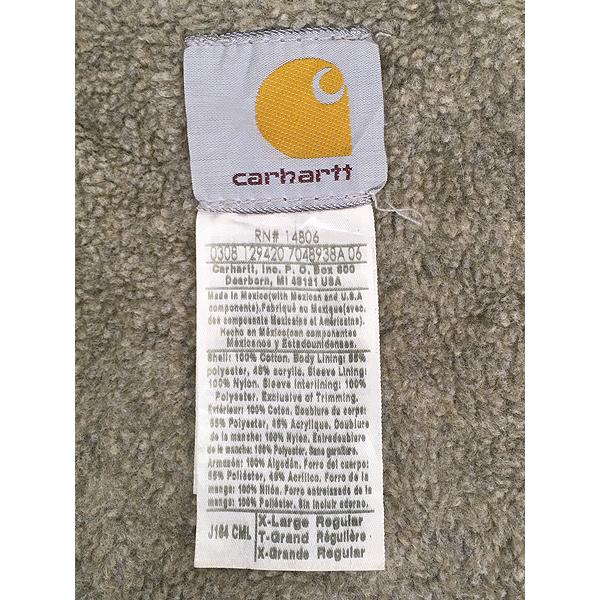 carhartt
RN# 14806
0308 129420 7048938A 06
Carhartt, Inc. P. O. Box 600
Dearborn, MI 48121 USA
Made in Mexico(with Mexican and U.S.A
components).Fabriqué au Mexique(avec.
des composante Mexicains et Américains).
Hecho en México(con componentes
Mexicanos y Estadounidenses.
Shell: 100% Cotton. Body Lining: 55%
polyester, 45% acrylic. Sleeve Lining:
100% Nylon. Sleeve Interlining: 100%
Polyester. Exclusive of Trimming.
Extérieur: 100% Coton. Doublure du corps:
55% Polyester, 45% Acrylique. Doublure
de la manche: 100% Nylon. Entredoublure
de la manche: 100% Polyester. Sans garniture.
Armazón: 100% Algodón. Forro del cuerpo:
55% Poliéster, 45% Acrílico. Forro de la
manga: 100% Nilón. Forro entrelazado de la
manga: 100% Poliéster. Sin incluir adorno.
J164 CML X-Large Regular
T-Grand Régulière
X-Grande Regular